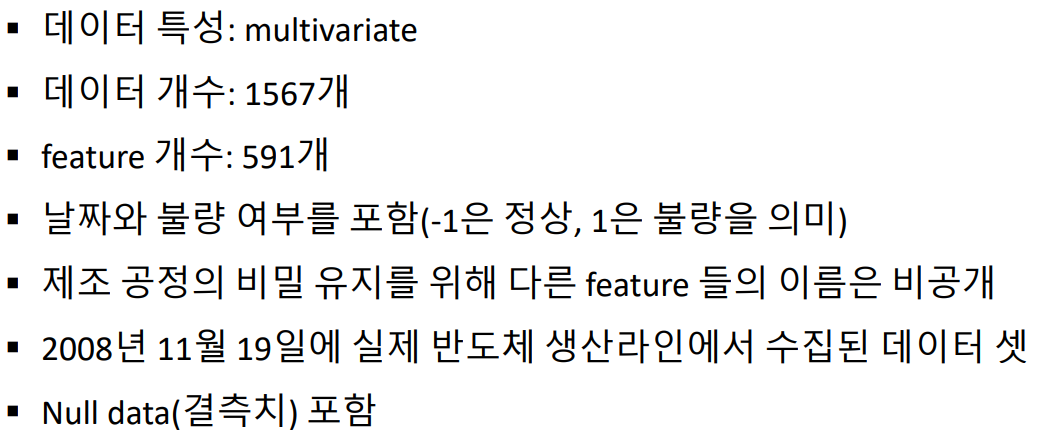 ▪ 데이터 특성: multivariate
▪ 데이터 개수: 1567개
▪ feature 개수: 591개
▪ 날짜와 불량 여부를 포함(-1은 정상, 1은 불량을 의미)
▪ 제조 공정의 비밀 유지를 위해 다른 feature 들의 이름은 비공개
▪ 2008년 11월 19일에 실제 반도체 생산라인에서 수집된 데이터 셋
▪ Null data(결측치) 포함